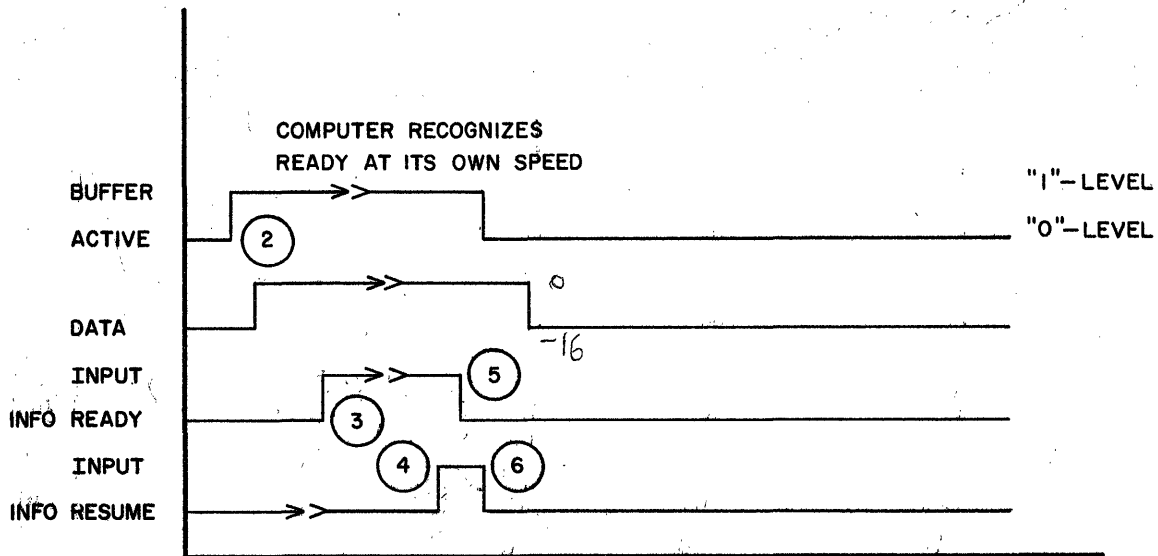 COMPUTER RECOGNIZES
READY AT ITS OWN SPEED
BUFFER
"1"-LEVEL
ACTIVE
2
"0"-LEVEL
0
DATA
-16
INPUT
5
INFO READY
3
INPUT
4
6
INFO RESUME